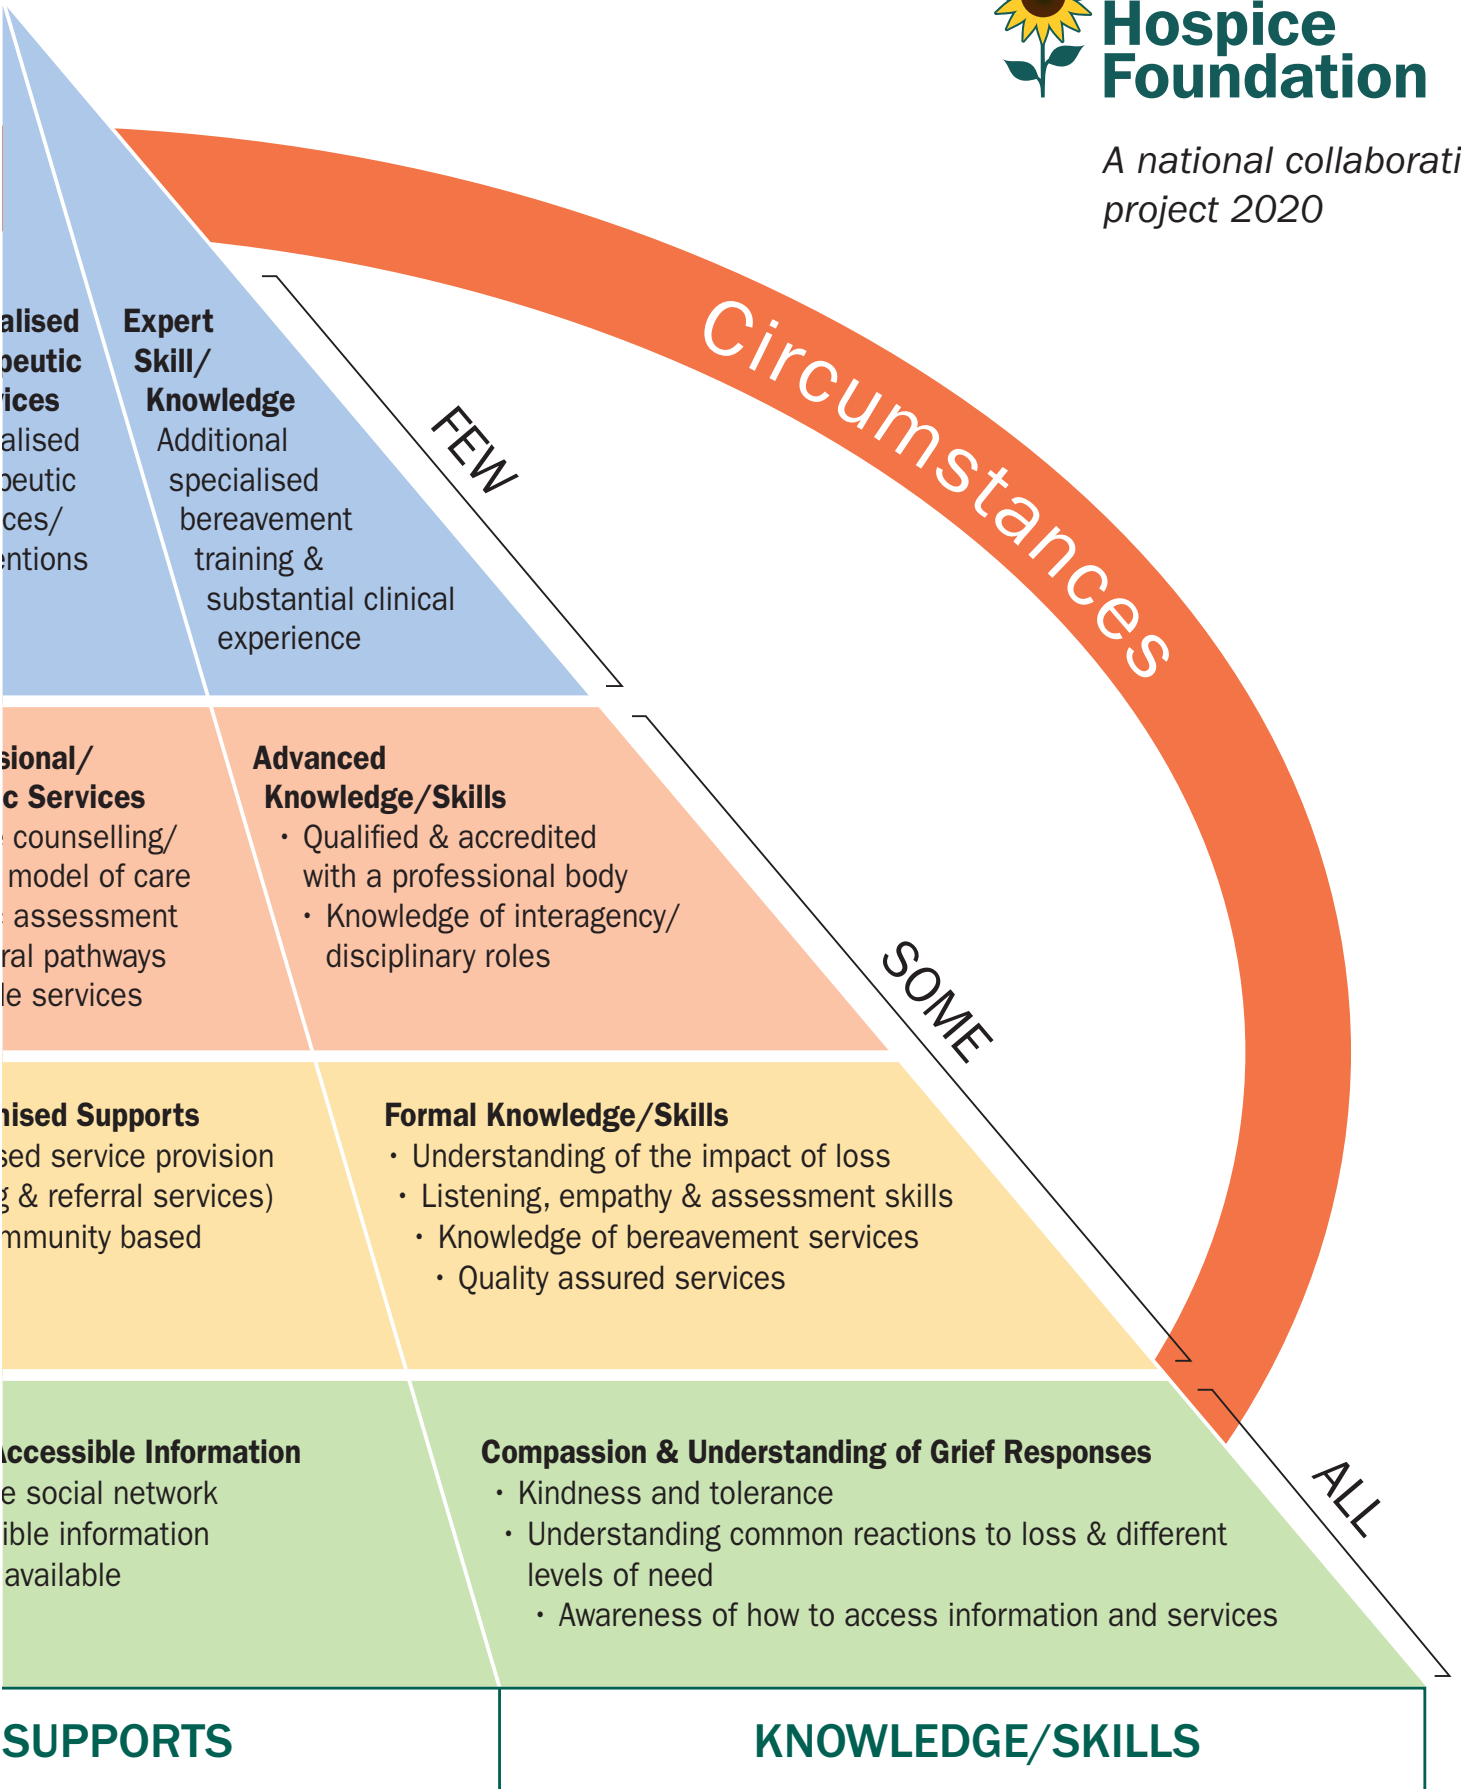 Hospice
Foundation
A national collaborati
project 2020
Circumstances
FEW
alised
peutic
ices
alised
peutic
ces/
entions
Expert
Skill/
Knowledge
Additional
specialised
bereavement
training &
substantial clinical
experience
SOME
sional/
c Services
counselling/
model of care
assessment
ral pathways
le services
Advanced
Knowledge/Skills
· Qualified & accredited
with a professional body
· Knowledge of interagency/
disciplinary roles
nised Supports
sed service provision
g & referral services)
mmunity based
Formal Knowledge/Skills
· Understanding of the impact of loss
· Listening, empathy & assessment skills
· Knowledge of bereavement services
· Quality assured services
ALL
Accessible Information
e social network
ible information
available
Compassion & Understanding of Grief Responses
· Kindness and tolerance
· Understanding common reactions to loss & different
levels of need
· Awareness of how to access information and services
SUPPORTS
KNOWLEDGE/SKILLS